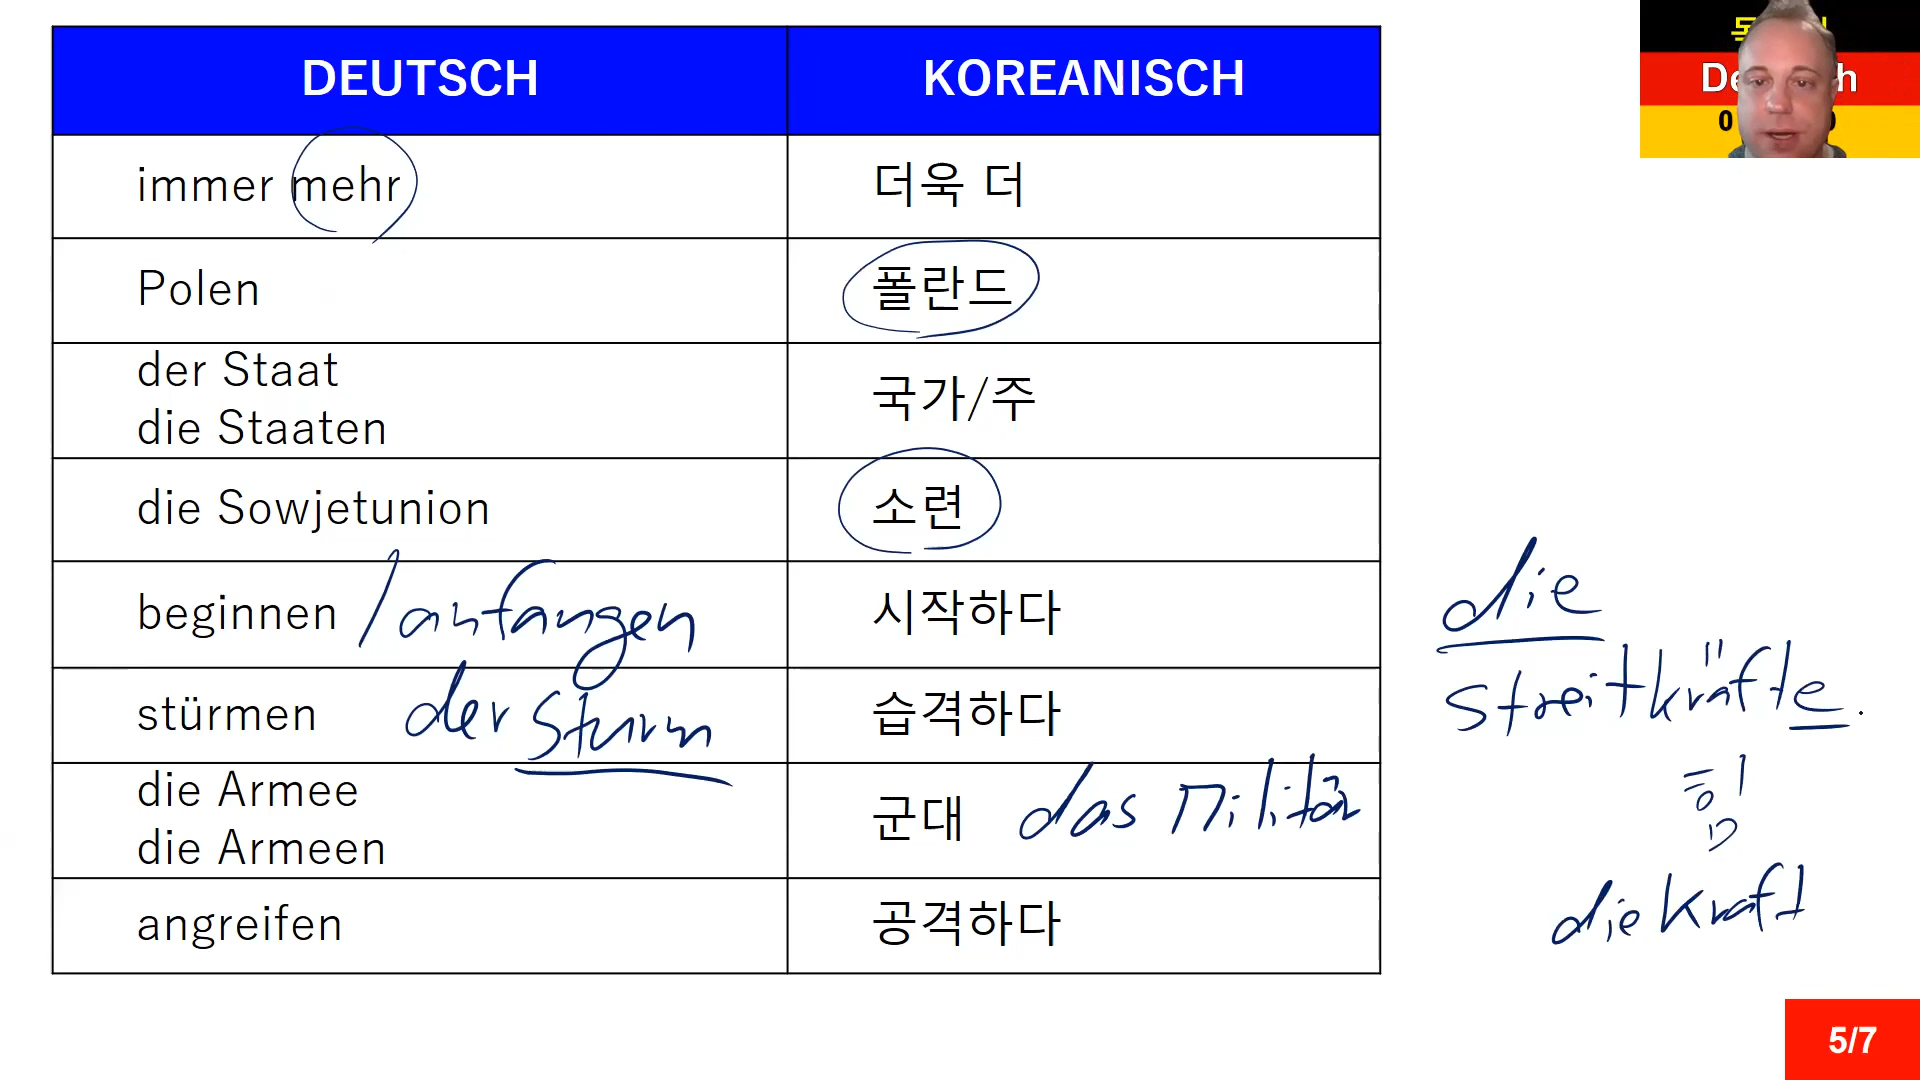 DEUTSCH KOREANISCH
immer mehr 더욱 더
Polen 폴란드
der Staat
die Staaten
국가/주
die Sowjetunion 소련
beginnen /anfangen 시작하다
stürmen der Sturm 습격하다
die Armee
die Armeen
군대 das Militär
angreifen 공격하다
die
Streitkräfte
힘
die Kraft
5/7